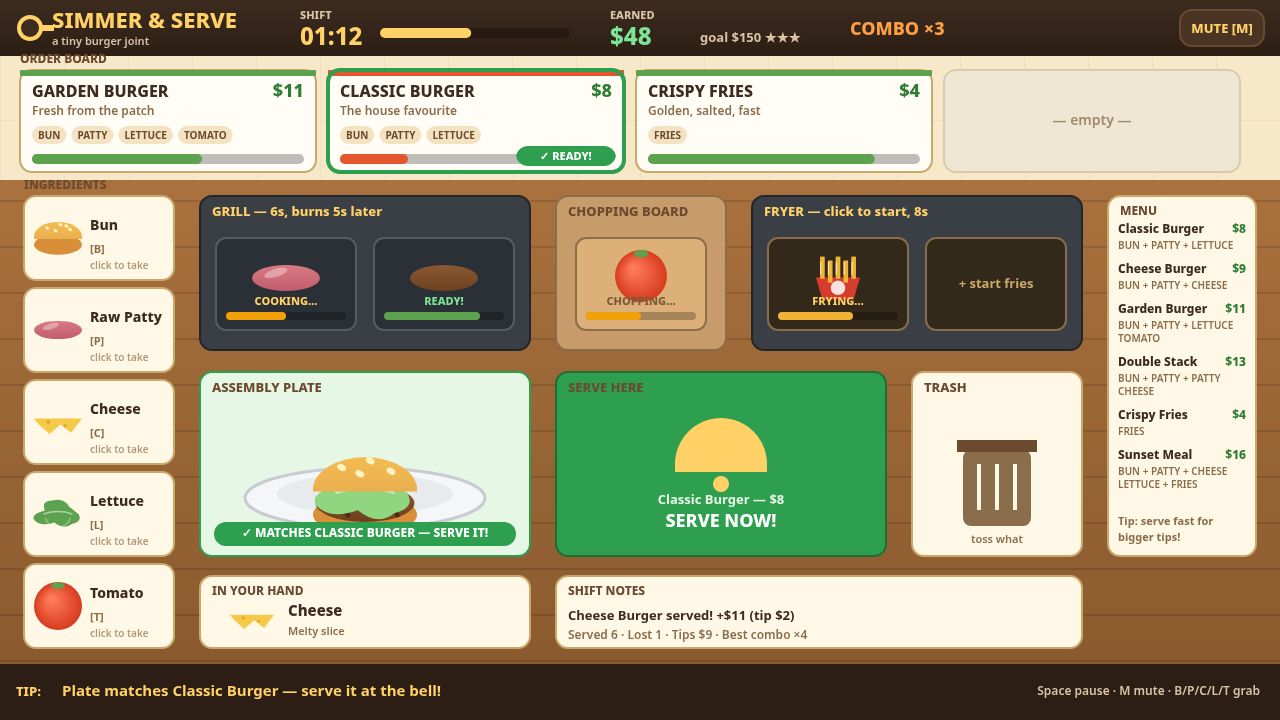 SIMMER & SERVE
a tiny burger joint
SHIFT
01:12
EARNED
$48
goal $150 ★★★
COMBO ×3
MUTE [M]
ORDER BOARD
GARDEN BURGER $11
Fresh from the patch
BUN PATTY LETTUCE TOMATO
CLASSIC BURGER $8
The house favourite
BUN PATTY LETTUCE
✓ READY!
CRISPY FRIES $4
Golden, salted, fast
FRIES
— empty —
INGREDIENTS
Bun
[B]
click to take
Raw Patty
[P]
click to take
Cheese
[C]
click to take
Lettuce
[L]
click to take
Tomato
[T]
click to take
GRILL — 6s, burns 5s later
COOKING...
READY!
CHOPPING BOARD
CHOPPING...
FRYER — click to start, 8s
FRYING...
+ start fries
ASSEMBLY PLATE
✓ MATCHES CLASSIC BURGER — SERVE IT!
SERVE HERE
Classic Burger — $8
SERVE NOW!
TRASH
toss what
MENU
Classic Burger $8
BUN + PATTY + LETTUCE
Cheese Burger $9
BUN + PATTY + CHEESE
Garden Burger $11
BUN + PATTY + LETTUCE
TOMATO
Double Stack $13
BUN + PATTY + PATTY
CHEESE
Crispy Fries $4
FRIES
Sunset Meal $16
BUN + PATTY + CHEESE
LETTUCE + FRIES
Tip: serve fast for
bigger tips!
IN YOUR HAND
Cheese
Melty slice
SHIFT NOTES
Cheese Burger served! +$11 (tip $2)
Served 6 · Lost 1 · Tips $9 · Best combo ×4
TIP: Plate matches Classic Burger — serve it at the bell!
Space pause · M mute · B/P/C/L/T grab